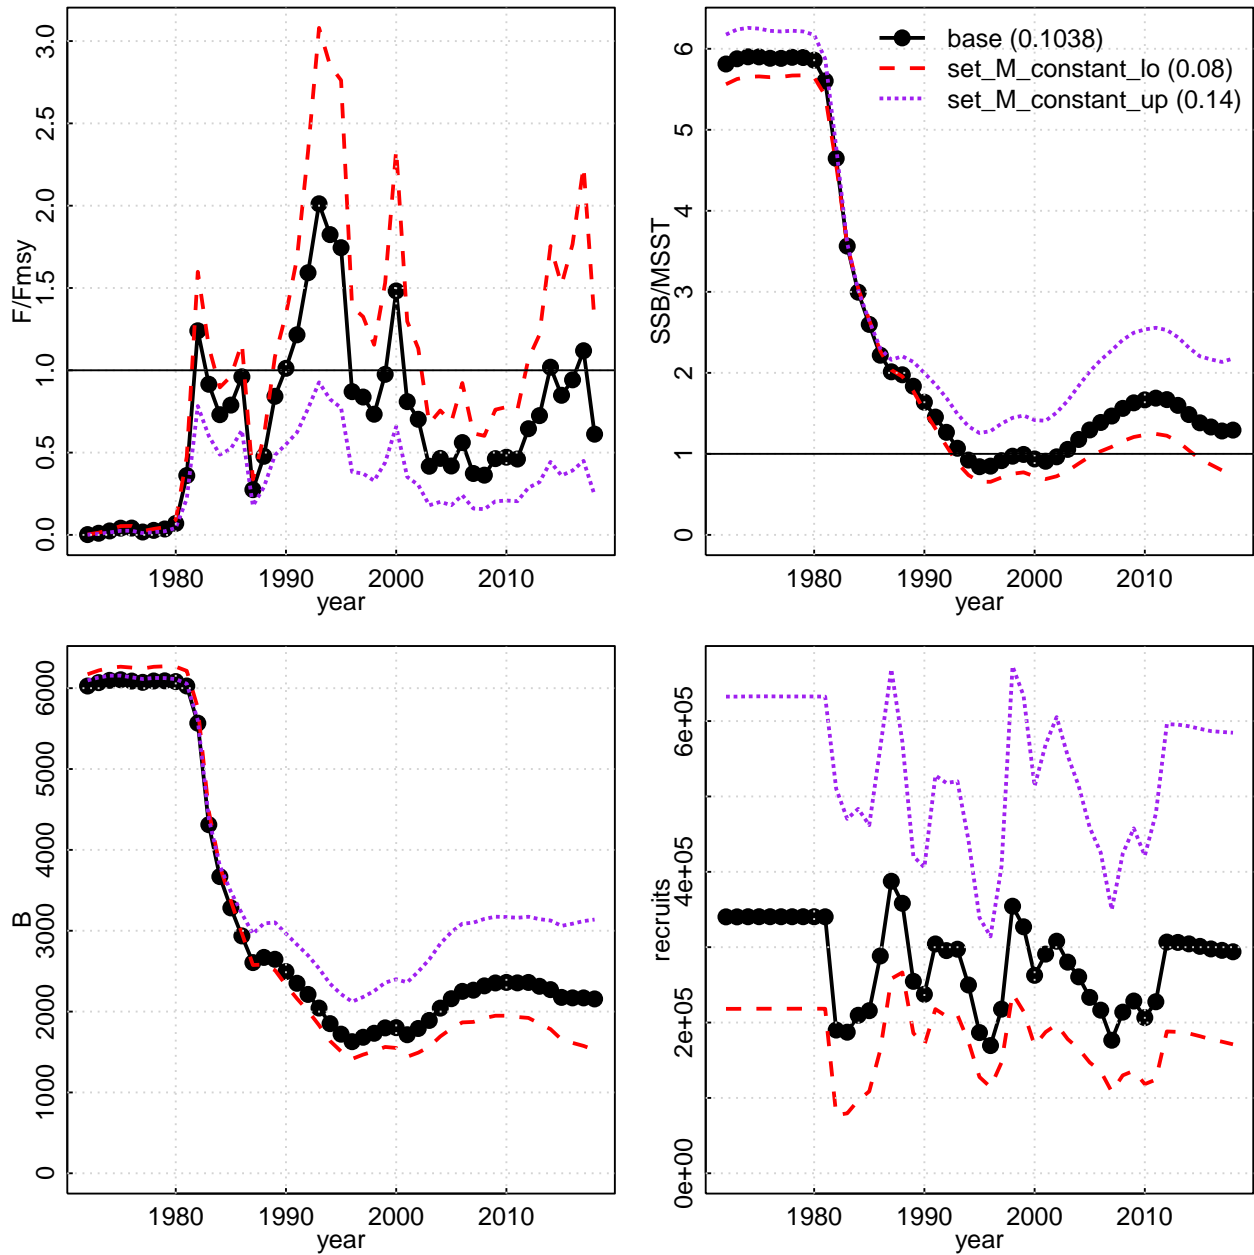 F/Fmsy
0.0 0.5 1.0 1.5 2.0 2.5 3.0
1980 1990 2000 2010
year
SSB/MSST
0 1 2 3 4 5 6
base (0.1038)
set_M_constant_lo (0.08)
set_M_constant_up (0.14)
1980 1990 2000 2010
year
B
0 1000 2000 3000 4000 5000 6000
1980 1990 2000 2010
year
recruits
0e+00 2e+05 4e+05 6e+05
1980 1990 2000 2010
year